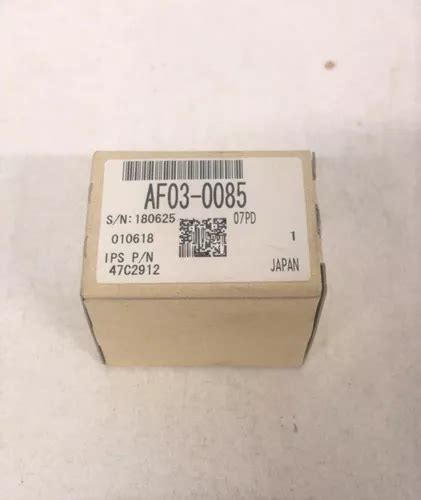 AF03-0085
S/N:180625 07PD
010618 1
IPS P/N
47C2912 JAPAN